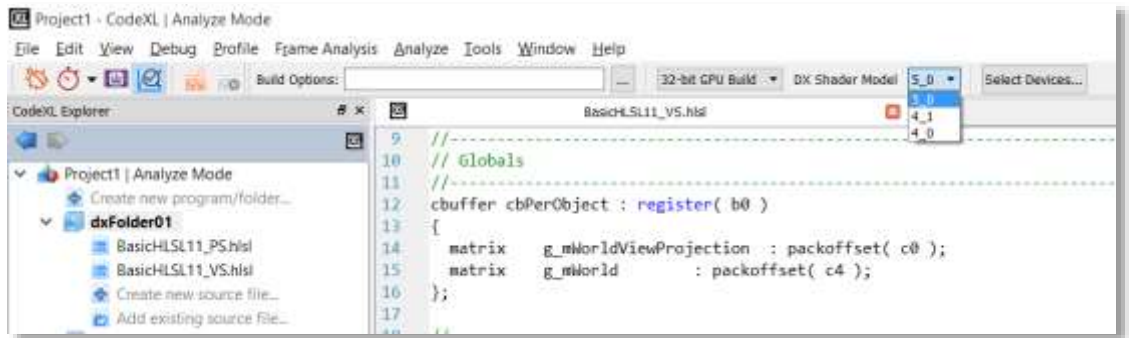 Project1 - CodeXL | Analyze Mode
File Edit View Debug Profile Frame Analysis Analyze Tools Window Help
Build Options: ... 32-bit GPU Build DX Shader Model 5_0 Select Devices...
5_0
4_1
4_0
CodeXL Explorer
BasicHLSL11_VS.hlsl
Project1 | Analyze Mode
Create new program/folder...
dxFolder01
BasicHLSL11_PS.hlsl
BasicHLSL11_VS.hlsl
Create new source file...
Add existing source file...
9 //--------------------------------------------------------------------------------------
10 // Globals
11 //--------------------------------------------------------------------------------------
12 cbuffer cbPerObject : register( b0 )
13 {
14 matrix g_mWorldViewProjection : packoffset( c0 );
15 matrix g_mWorld : packoffset( c4 );
16 };
17